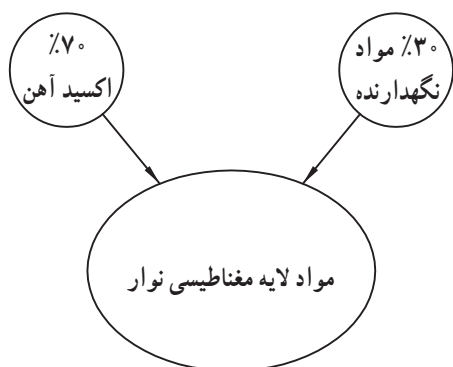 ٪۳۰ مواد
نگهدارنده
٪۷۰
اکسید آهن
مواد لایه مغناطیسی نوار